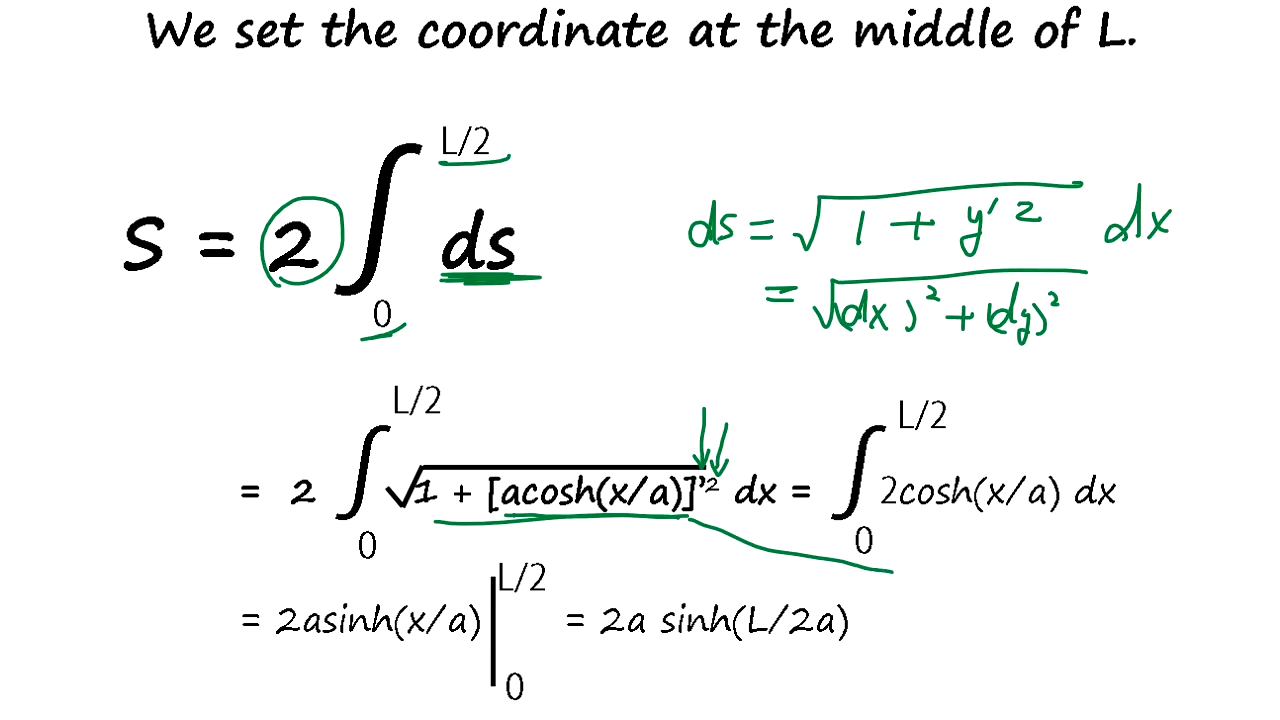 We set the coordinate at the middle of L.
S = 2 ∫₀^(L/2) ds
ds = √(1 + y'²) dx
= √((dx)² + (dy)²)
= 2 ∫₀^(L/2) √(1 + [acosh(x/a)]'²) dx = ∫₀^(L/2) 2cosh(x/a) dx
= 2asinh(x/a) |₀^(L/2) = 2a sinh(L/2a)